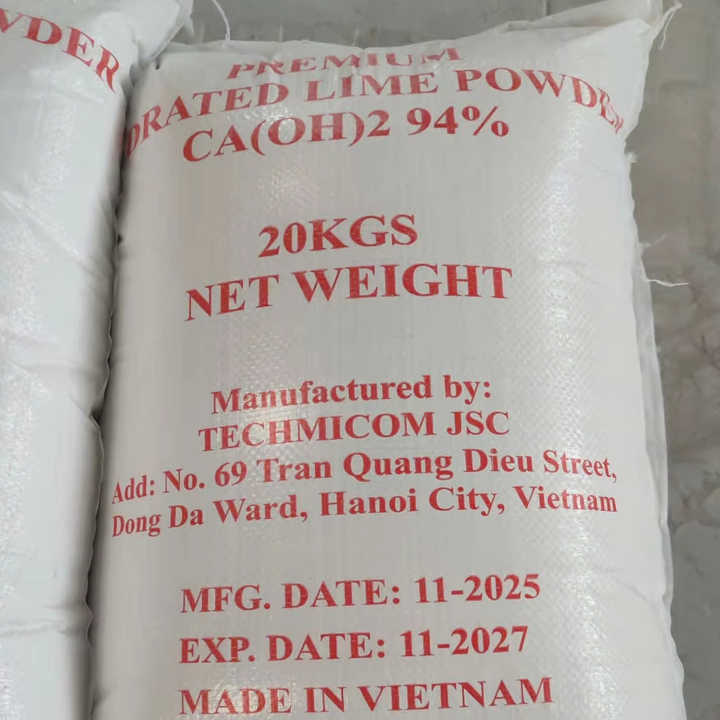 VDER
PREMIUM
DRATED LIME POWDER
CA(OH)2 94%
20KGS
NET WEIGHT
Manufactured by:
TECHMICOM JSC
Add: No. 69 Tran Quang Dieu Street,
Dong Da Ward, Hanoi City, Vietnam
MFG. DATE: 11-2025
EXP. DATE: 11-2027
MADE IN VIETNAM